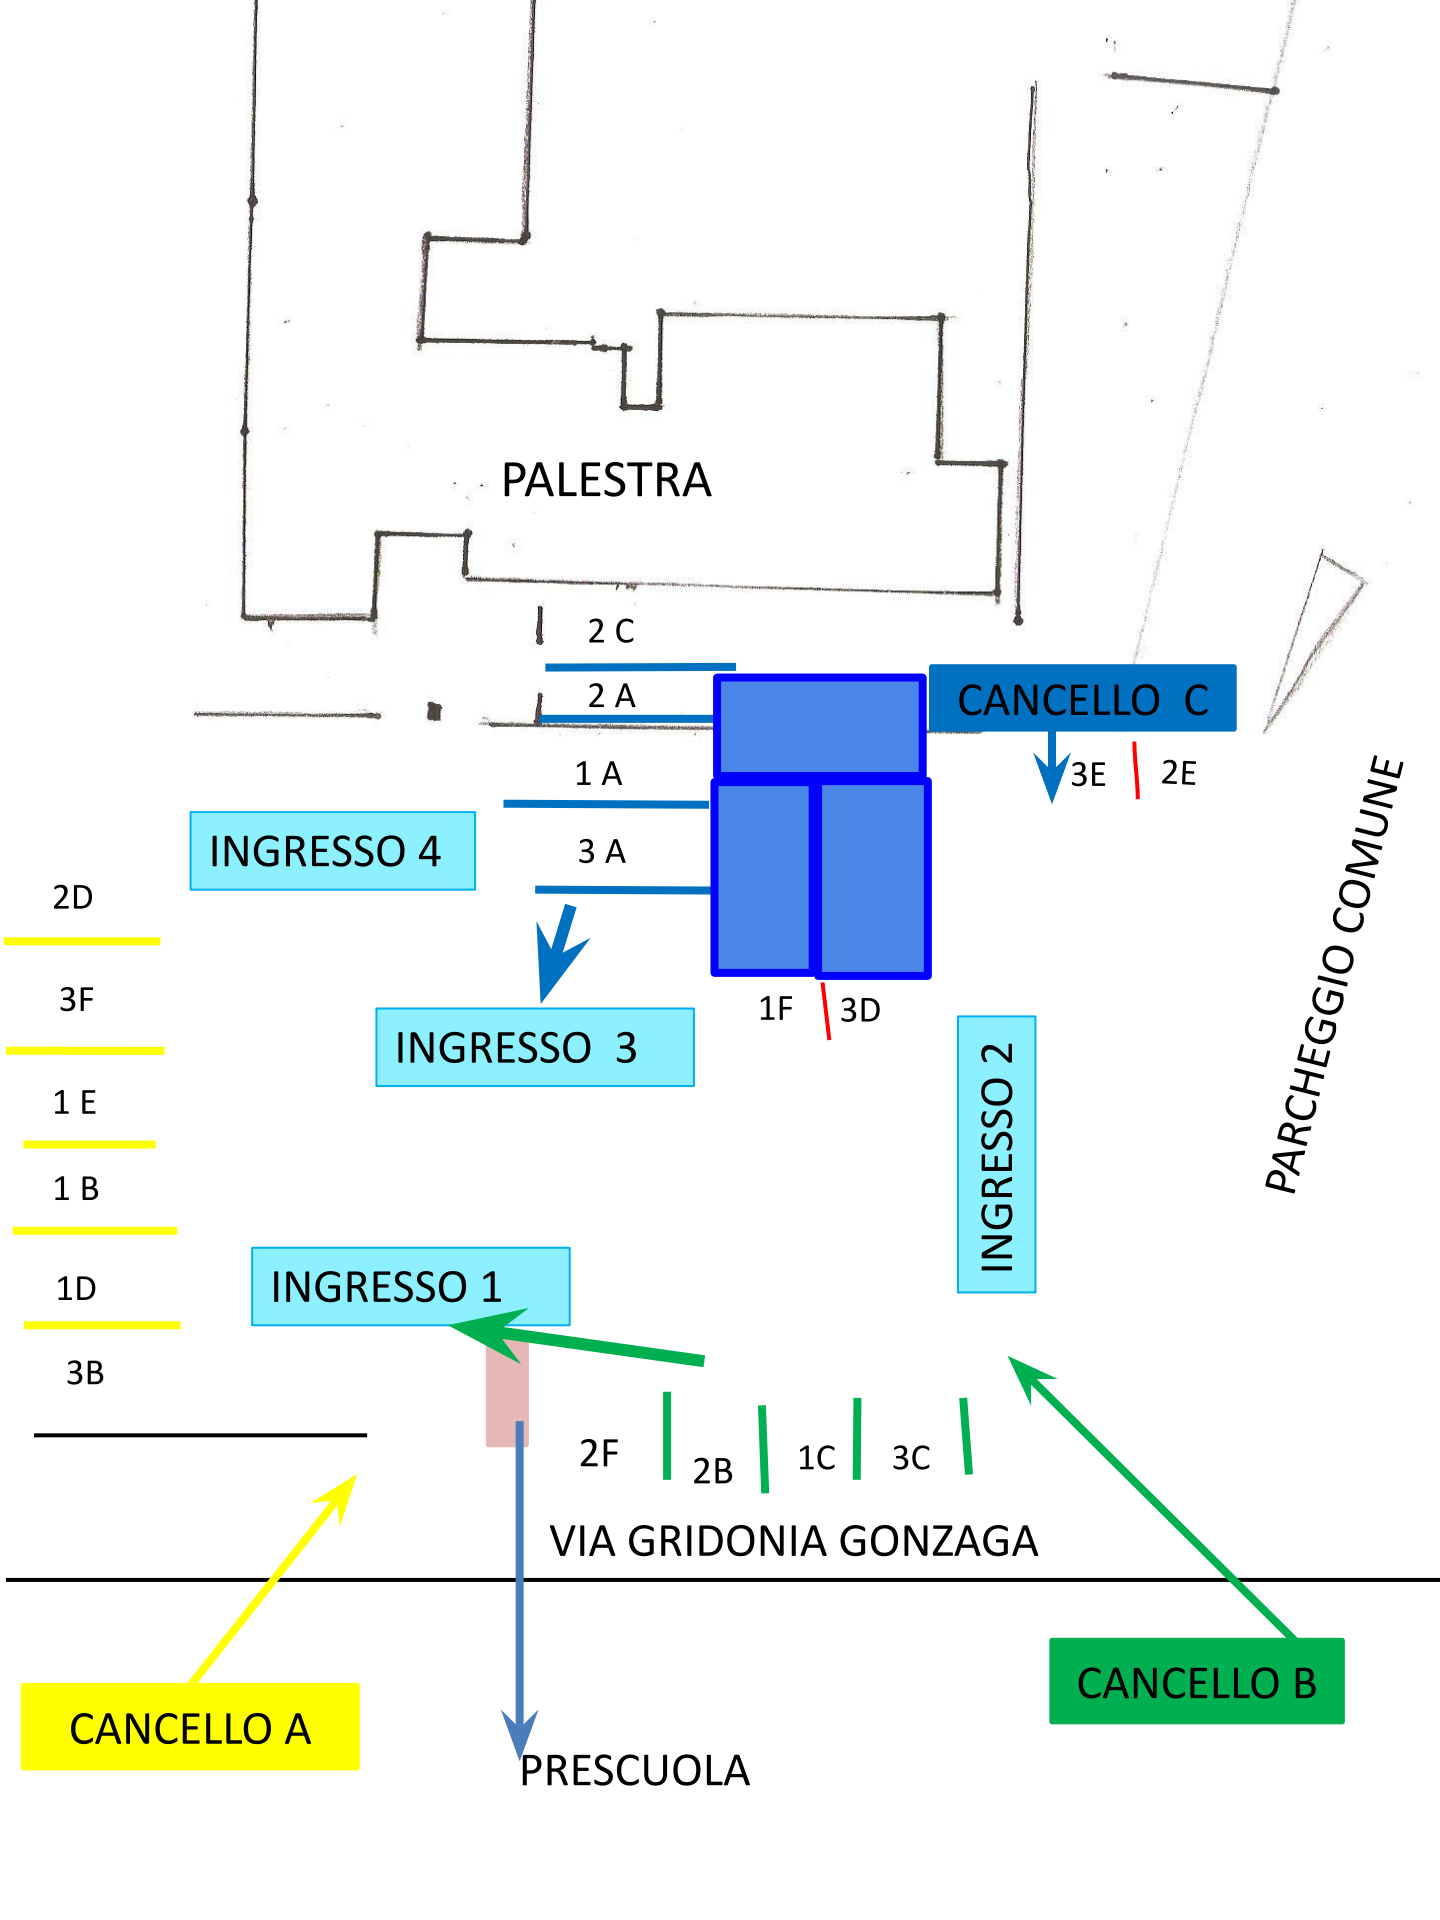 PALESTRA
2 C
2 A
CANCELLO  C
1 A
3E
2E
INGRESSO 4
3 A
2D
3F
1F
3D
INGRESSO  3
INGRESSO 2
PARCHEGGIO COMUNE
1 E
1 B
1D
INGRESSO 1
3B
2F
2B
1C
3C
VIA GRIDONIA GONZAGA
CANCELLO A
CANCELLO B
PRESCUOLA